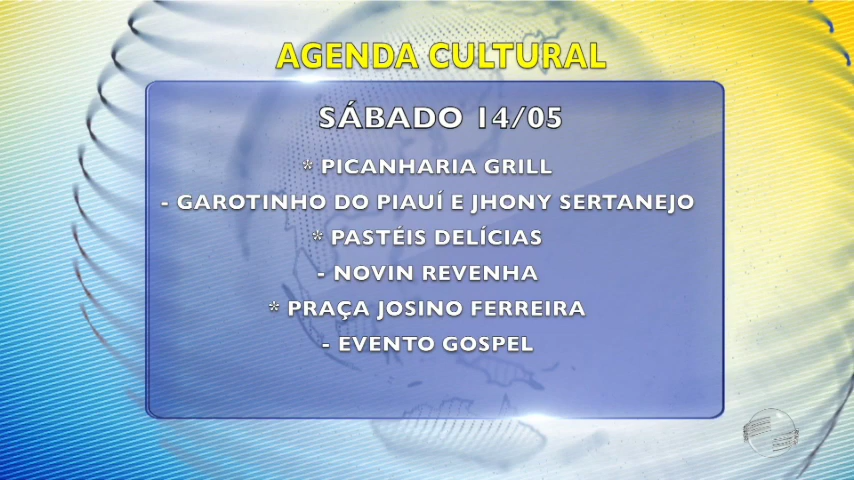 AGENDA CULTURAL
SÁBADO 14/05
* PICANHARIA GRILL
- GAROTINHO DO PIAUÍ E JHONY SERTANEJO
* PASTÉIS DELÍCIAS
- NOVIN REVENHA
* PRAÇA JOSINO FERREIRA
- EVENTO GOSPEL